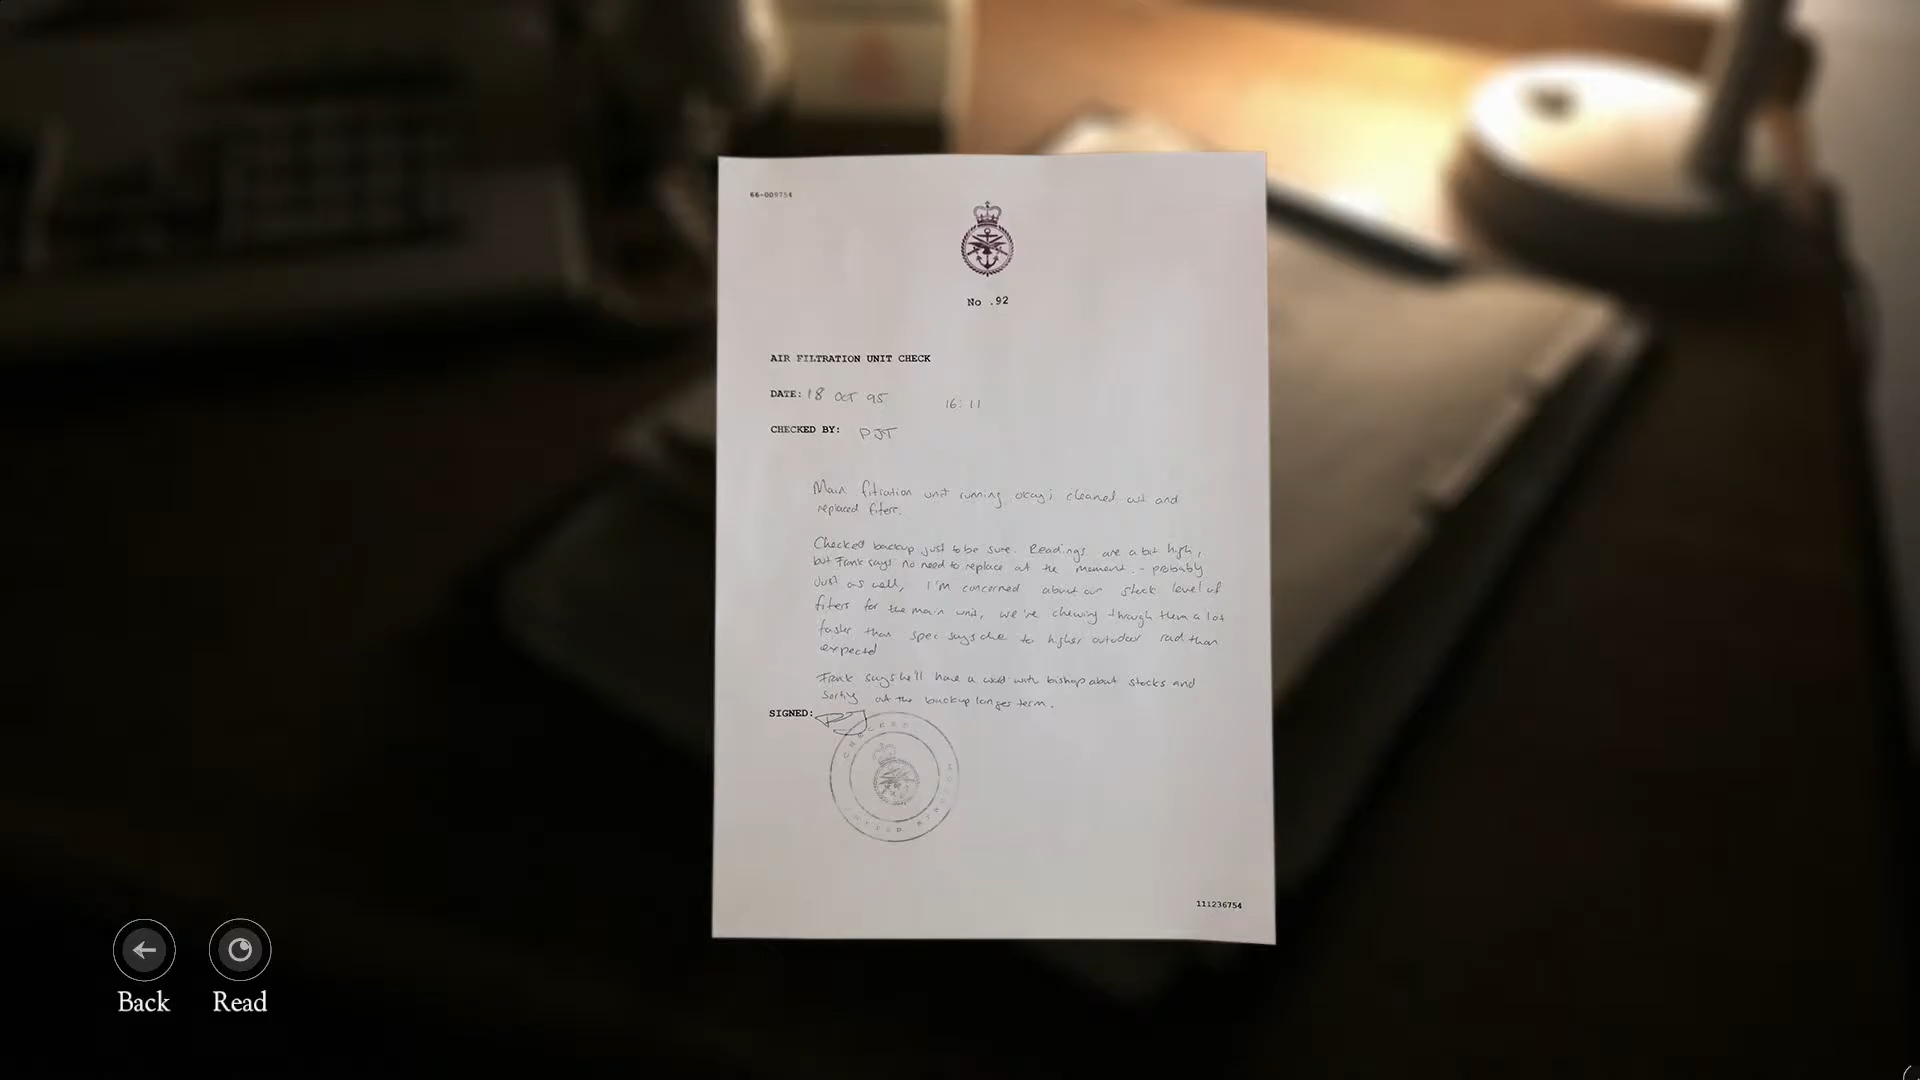 66-009754
No .92
AIR FILTRATION UNIT CHECK
DATE: 18 OCT 95 16:11
CHECKED BY: PJT
Main filtration unit running okay; cleaned out and
replaced filters.
Checked backup just to be sure. Readings are a bit high,
but Frank says no need to replace at the moment. - probably
Just as well, I'm concerned about our stock level of
filters for the main unit, we're chewing through them a lot
faster than spec says due to higher outdoor rad than
expected
Frank says he'll have a word with bishop about stocks and
sorting out the backup longer term.
SIGNED: PJ
CHECKED
UNITED KINGDOM
111236754
Back Read